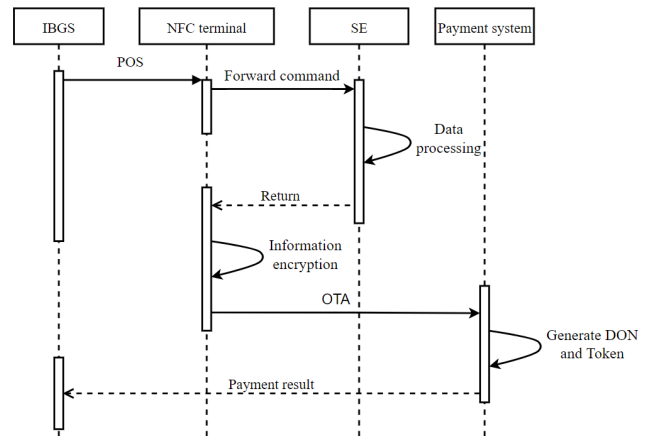 IBGS
NFC terminal
SE
Payment system
POS
Forward command
Data
processing
Return
Information
encryption
OTA
Generate DON
and Token
Payment result